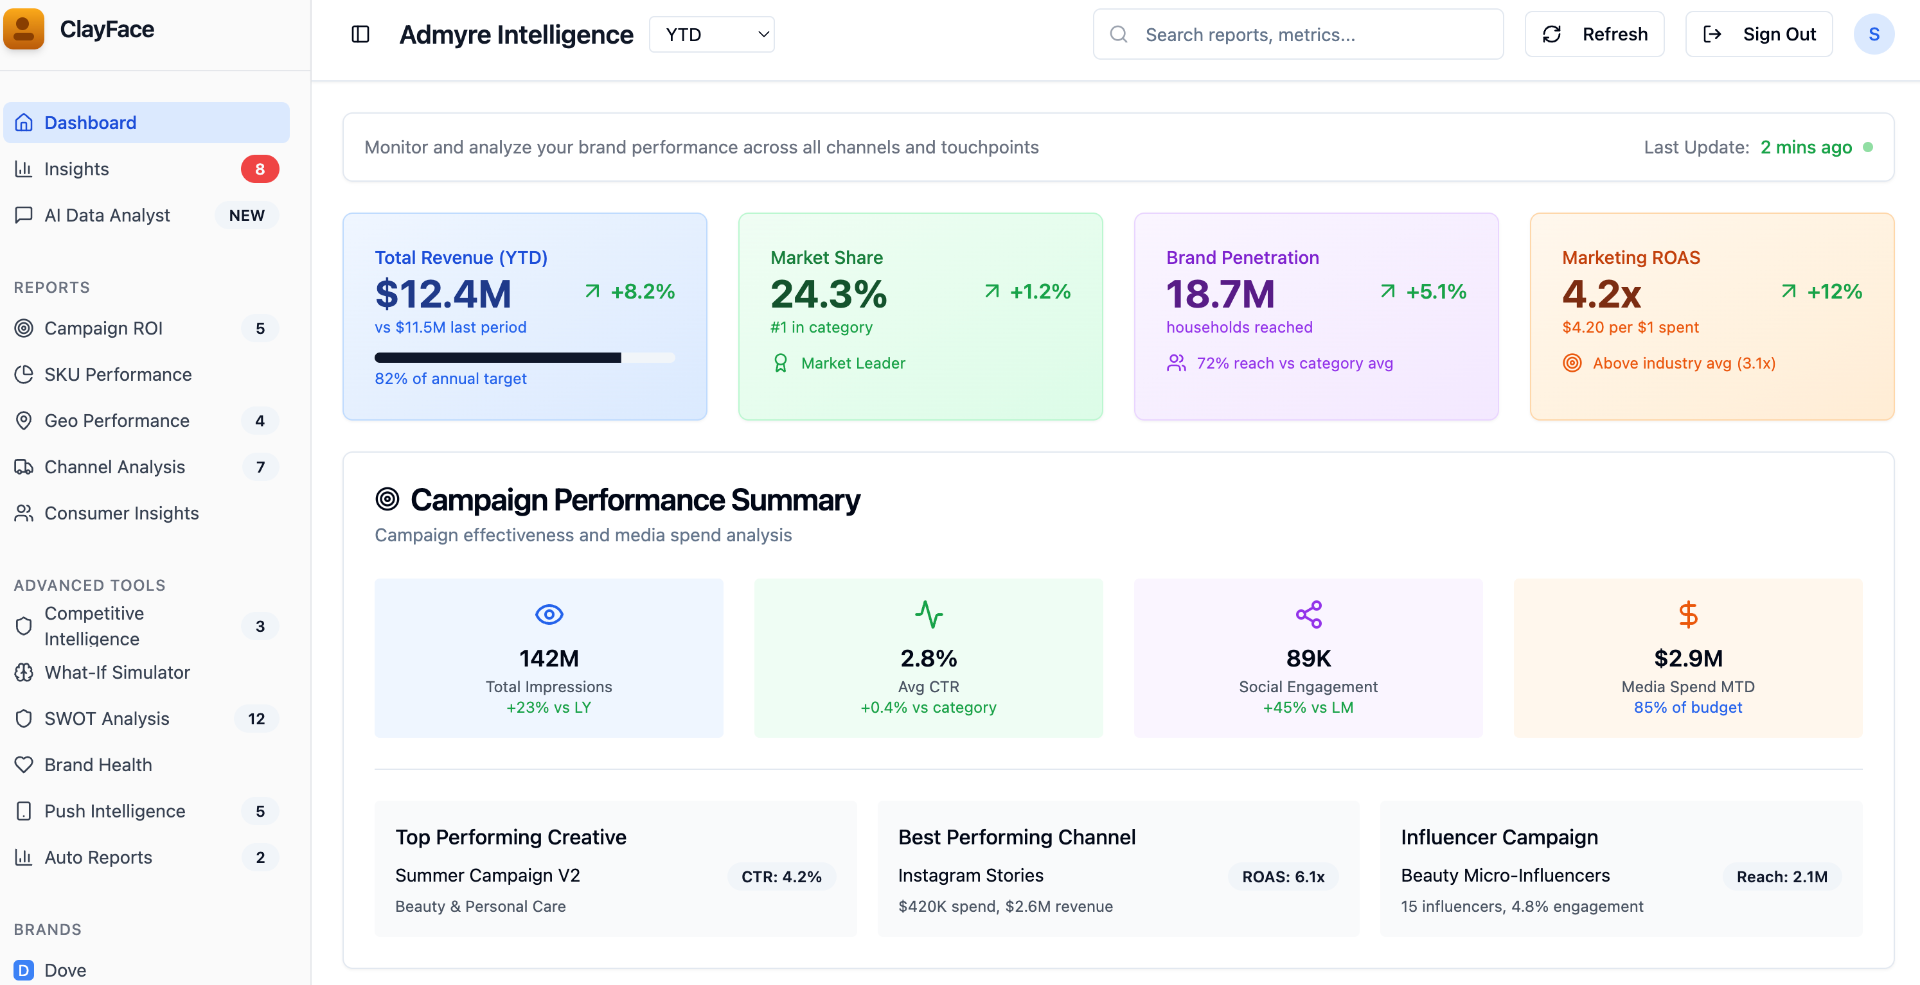 ClayFace
Dashboard
Insights 8
AI Data Analyst NEW
REPORTS
Campaign ROI 5
SKU Performance
Geo Performance 4
Channel Analysis 7
Consumer Insights
ADVANCED TOOLS
Competitive
Intelligence 3
What-If Simulator
SWOT Analysis 12
Brand Health
Push Intelligence 5
Auto Reports 2
BRANDS
D Dove
Admyre Intelligence YTD Search reports, metrics... Refresh Sign Out S
Monitor and analyze your brand performance across all channels and touchpoints Last Update: 2 mins ago
Total Revenue (YTD)
$12.4M +8.2%
vs $11.5M last period
82% of annual target
Market Share
24.3% +1.2%
#1 in category
Market Leader
Brand Penetration
18.7M +5.1%
households reached
72% reach vs category avg
Marketing ROAS
4.2x +12%
$4.20 per $1 spent
Above industry avg (3.1x)
Campaign Performance Summary
Campaign effectiveness and media spend analysis
142M
Total Impressions
+23% vs LY
2.8%
Avg CTR
+0.4% vs category
89K
Social Engagement
+45% vs LM
$2.9M
Media Spend MTD
85% of budget
Top Performing Creative
Summer Campaign V2 CTR: 4.2%
Beauty & Personal Care
Best Performing Channel
Instagram Stories ROAS: 6.1x
$420K spend, $2.6M revenue
Influencer Campaign
Beauty Micro-Influencers Reach: 2.1M
15 influencers, 4.8% engagement